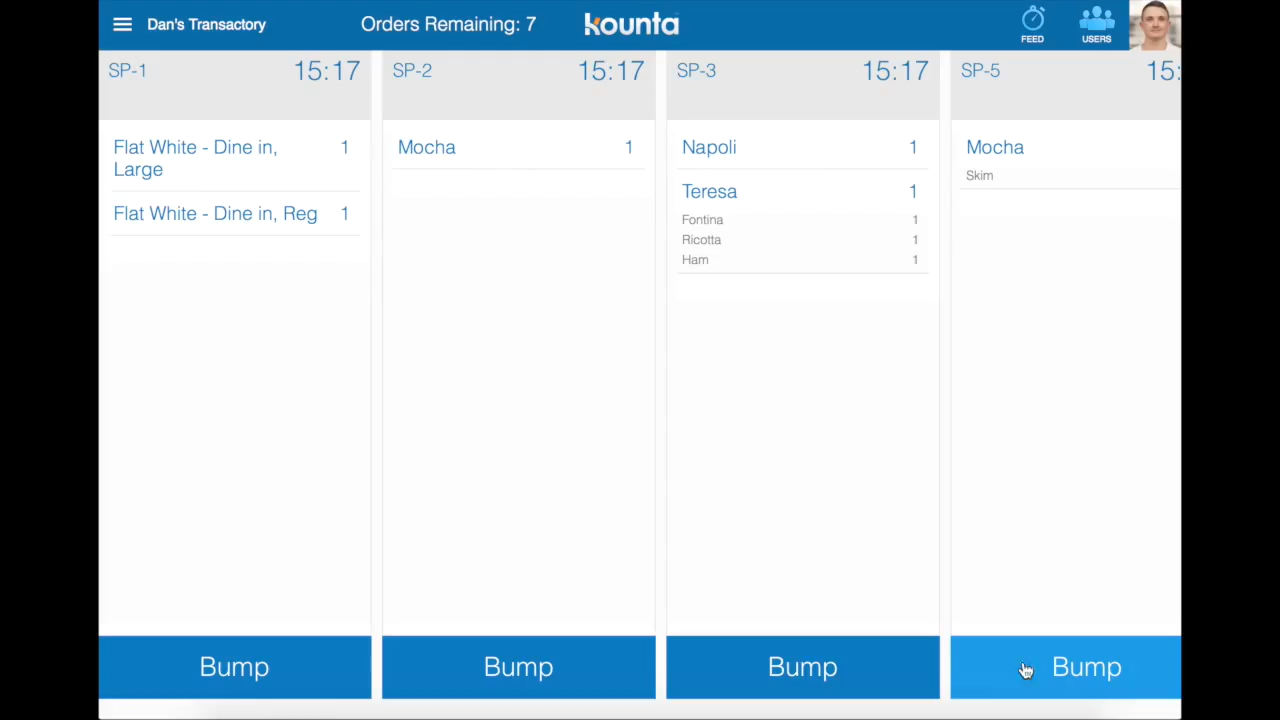 Dan's Transactory
Orders Remaining: 7
kounta
FEED
USERS
SP-1 15:17
Flat White - Dine in, 1
Large
Flat White - Dine in, Reg 1
Bump
SP-2 15:17
Mocha 1
Bump
SP-3 15:17
Napoli 1
Teresa 1
Fontina 1
Ricotta 1
Ham 1
Bump
SP-5 15:
Mocha
Skim
Bump